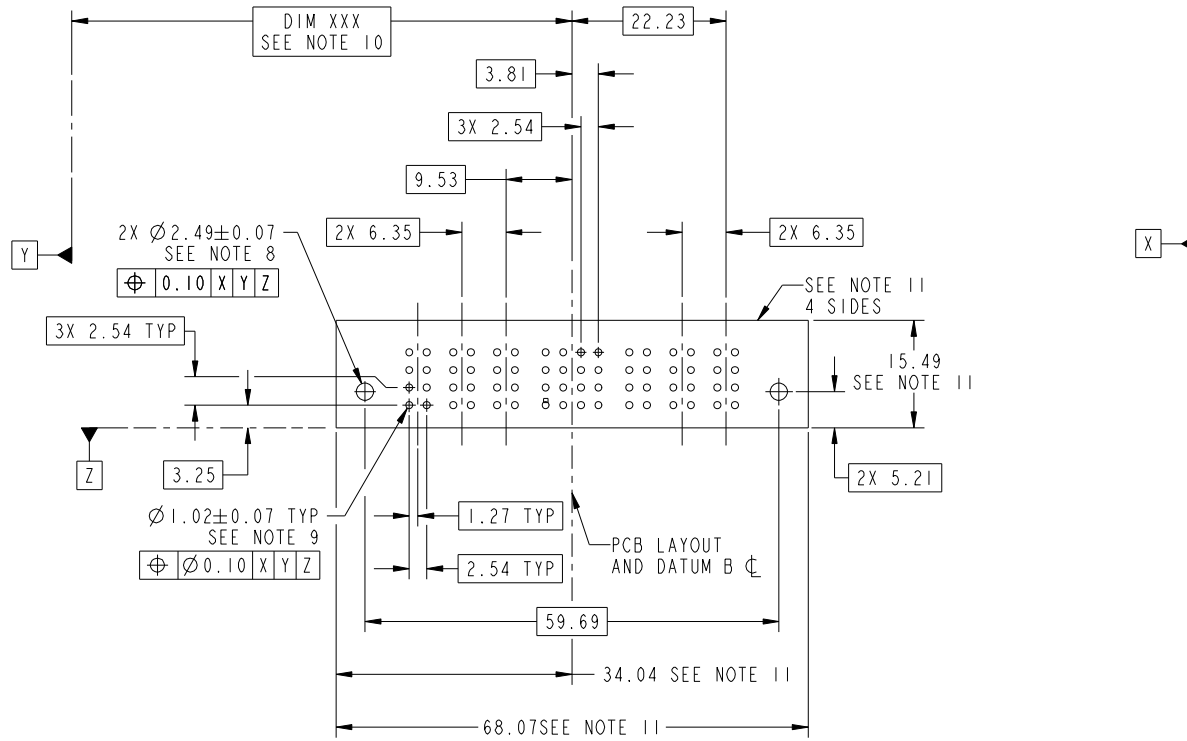 DIM XXX
SEE NOTE 10
22.23
3.81
3X 2.54
9.53
2X 6.35
2X 6.35
2X Ø2.49±0.07
SEE NOTE 8
⌖ 0.10 X Y Z
Y
X
SEE NOTE 11
4 SIDES
3X 2.54 TYP
15.49
SEE NOTE 11
B
Z
3.25
2X 5.21
Ø1.02±0.07 TYP
SEE NOTE 9
⌖ Ø0.10 X Y Z
1.27 TYP
2.54 TYP
PCB LAYOUT
AND DATUM B ℄
59.69
34.04 SEE NOTE 11
68.07SEE NOTE 11